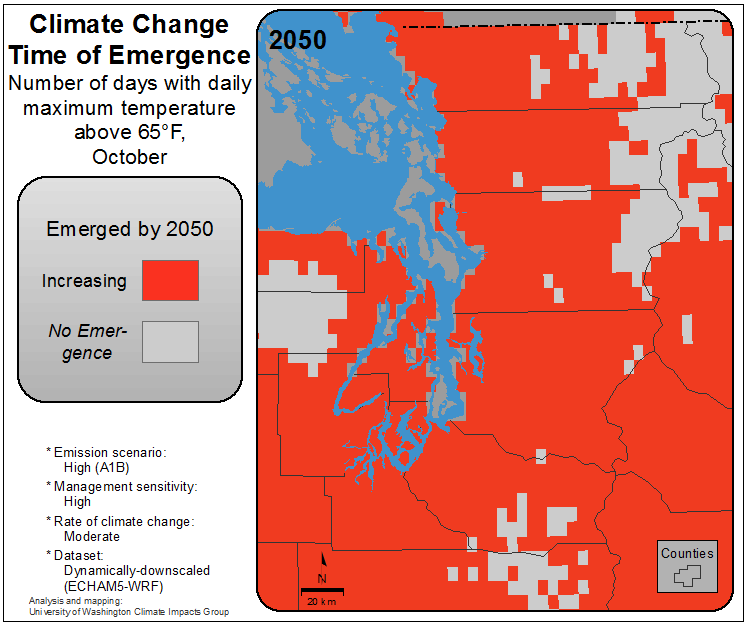 Climate Change
Time of Emergence
Number of days with daily
maximum temperature
above 65°F,
October
Emerged by 2050
Increasing
No Emer-
gence
* Emission scenario:
High (A1B)
* Management sensitivity:
High
* Rate of climate change:
Moderate
* Dataset:
Dynamically-downscaled
(ECHAM5-WRF)
Analysis and mapping:
University of Washington Climate Impacts Group
2050
N
20 km
Counties